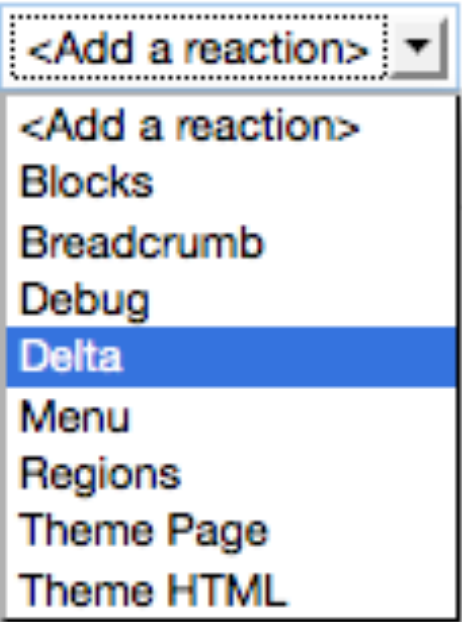 <Add a reaction>
<Add a reaction>
Blocks
Breadcrumb
Debug
Delta
Menu
Regions
Theme Page
Theme HTML